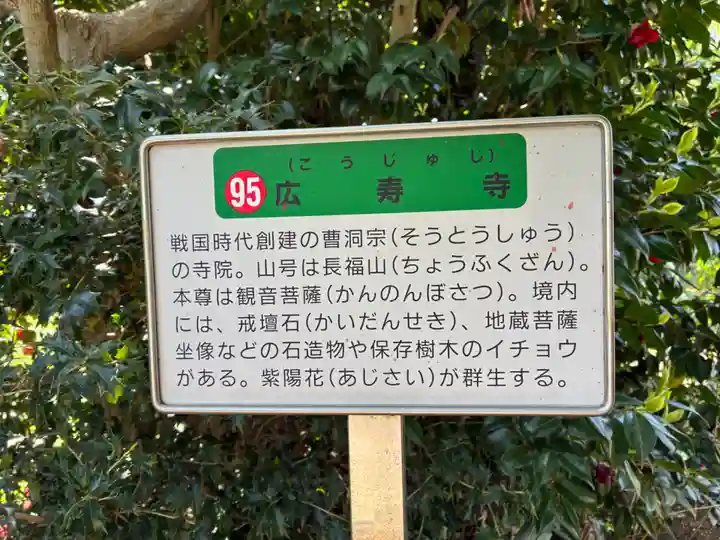 (こうじゅし)
95 広寿寺
戦国時代創建の曹洞宗(そうとうしゅう)
の寺院。山号は長福山(ちょうふくざん)。
本尊は観音菩薩(かんのんぼさつ)。境内
には、戒壇石(かいだんせき)、地蔵菩薩
坐像などの石造物や保存樹木のイチョウ
がある。紫陽花(あじさい)が群生する。